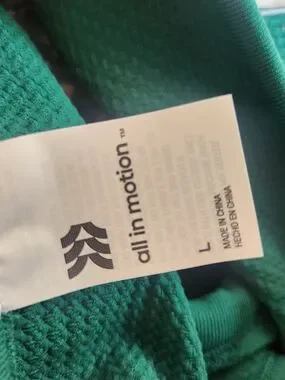 all in motion™
L
MADE IN CHINA
HECHO EN CHINA